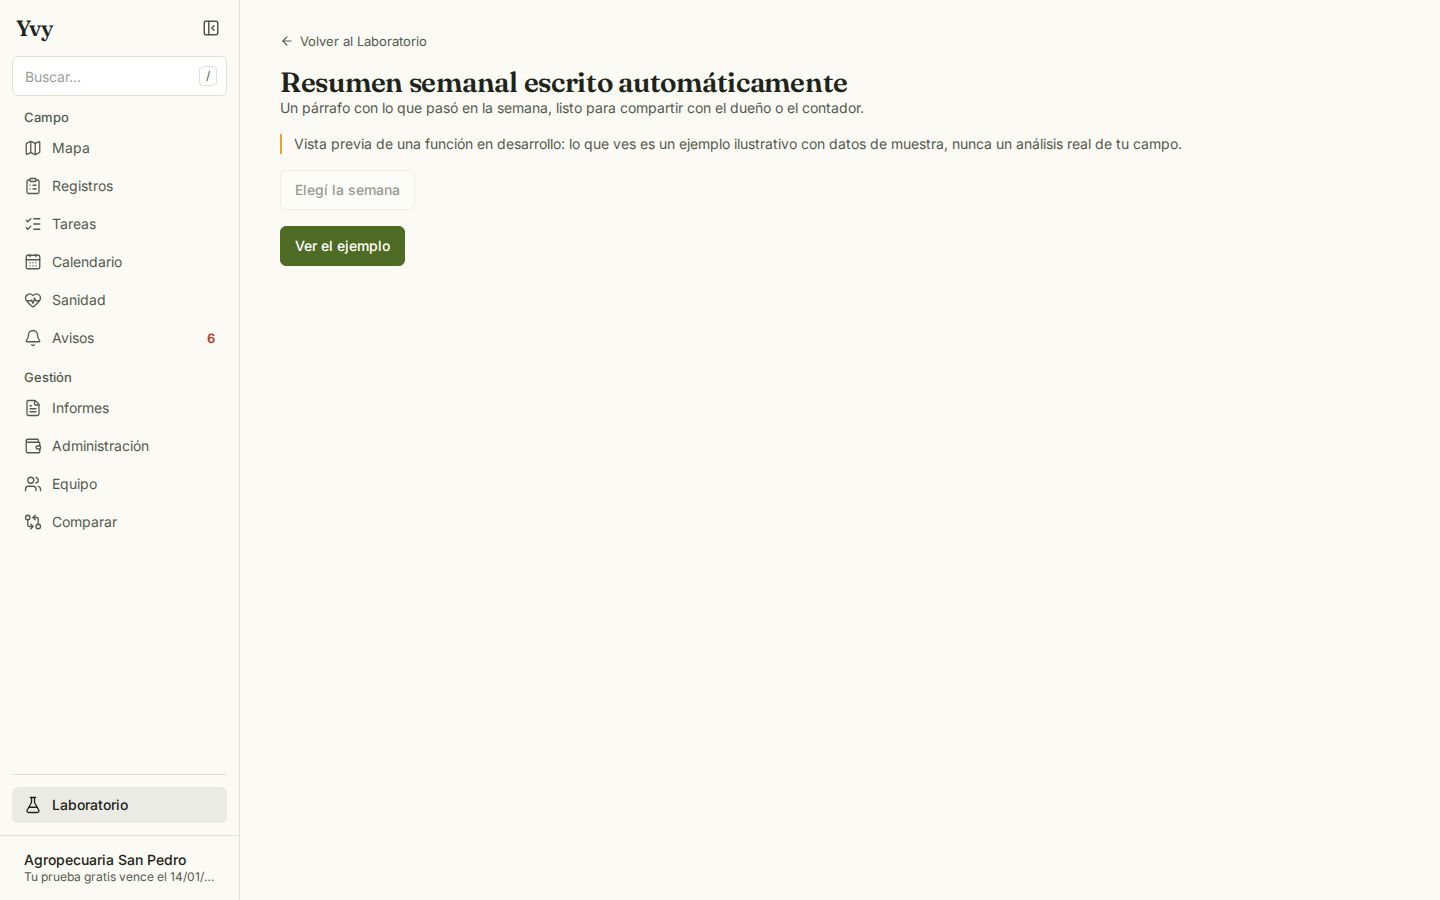 Yvy
Buscar...
/
Campo
Mapa
Registros
Tareas
Calendario
Sanidad
Avisos 6
Gestión
Informes
Administración
Equipo
Comparar
Laboratorio
Agropecuaria San Pedro
Tu prueba gratis vence el 14/01/...
Volver al Laboratorio
Resumen semanal escrito automáticamente
Un párrafo con lo que pasó en la semana, listo para compartir con el dueño o el contador.
Vista previa de una función en desarrollo: lo que ves es un ejemplo ilustrativo con datos de muestra, nunca un análisis real de tu campo.
Elegí la semana
Ver el ejemplo